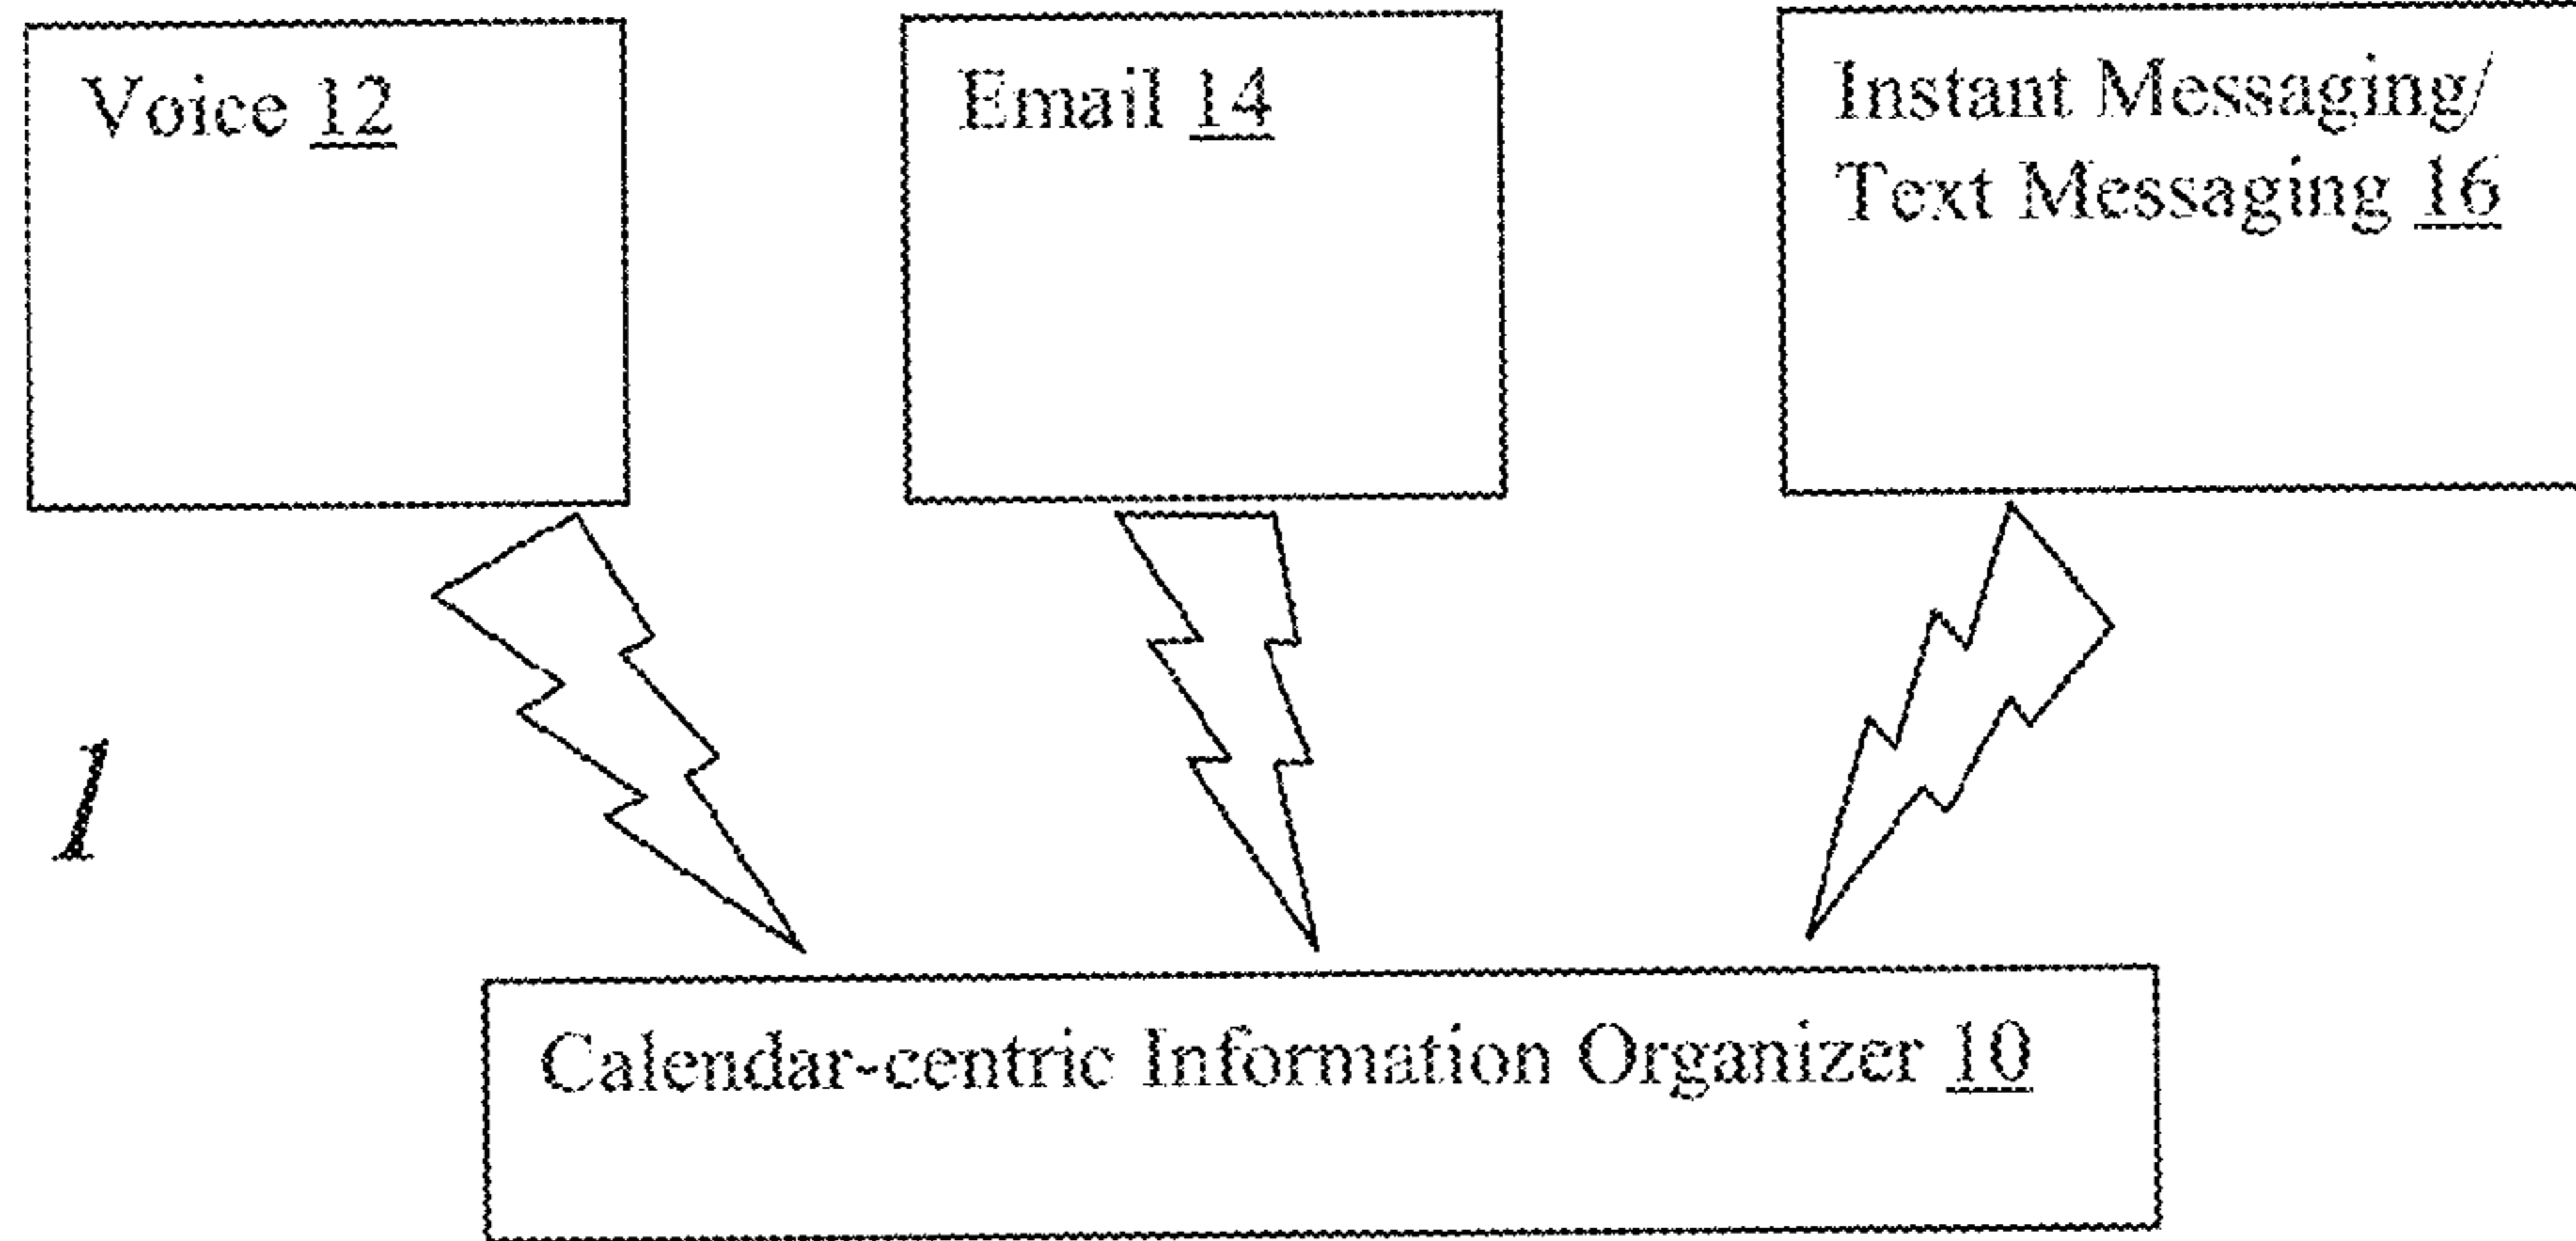 Voice 12
Email 14
Instant Messaging/
Text Messaging 16
1
Calendar-centric Information Organizer 10